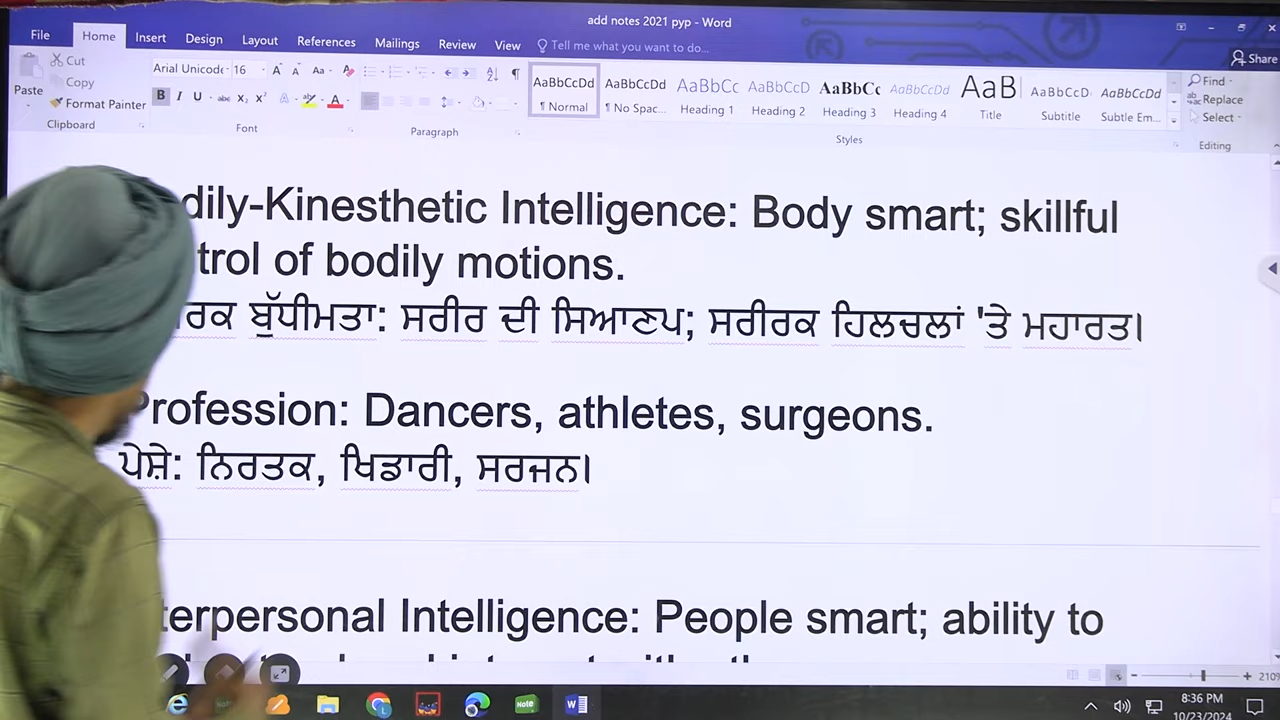 add notes 2021 pyp - Word
File Home Insert Design Layout References Mailings Review View Tell me what you want to do...
Share
Paste
Cut
Copy
Format Painter
Clipboard
Arial Unicode 16
Font
Paragraph
AaBbCcDd AaBbCcDd AaBbCc AaBbCcD AaBbCc AaBbCcDd AaB AaBbCcD AaBbCcDd
¶ Normal ¶ No Spac... Heading 1 Heading 2 Heading 3 Heading 4 Title Subtitle Subtle Em...
Styles
Find
Replace
Select
Editing
dily-Kinesthetic Intelligence: Body smart; skillful
trol of bodily motions.
ਰਕ ਬੁੱਧੀਮਤਾ: ਸਰੀਰ ਦੀ ਸਿਆਣਪ; ਸਰੀਰਕ ਹਿਲਚਲਾਂ 'ਤੇ ਮਹਾਰਤ।
Profession: Dancers, athletes, surgeons.
ਪੇਸ਼ੇ: ਨਿਰਤਕ, ਖਿਡਾਰੀ, ਸਰਜਨ।
terpersonal Intelligence: People smart; ability to
210%
Note
8:36 PM
10/23/2024